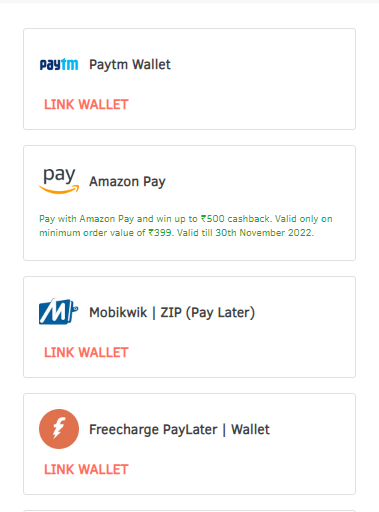 paytm Paytm Wallet
LINK WALLET
pay Amazon Pay
Pay with Amazon Pay and win up to ₹500 cashback. Valid only on
minimum order value of ₹399. Valid till 30th November 2022.
M Mobikwik | ZIP (Pay Later)
LINK WALLET
Freecharge PayLater | Wallet
LINK WALLET